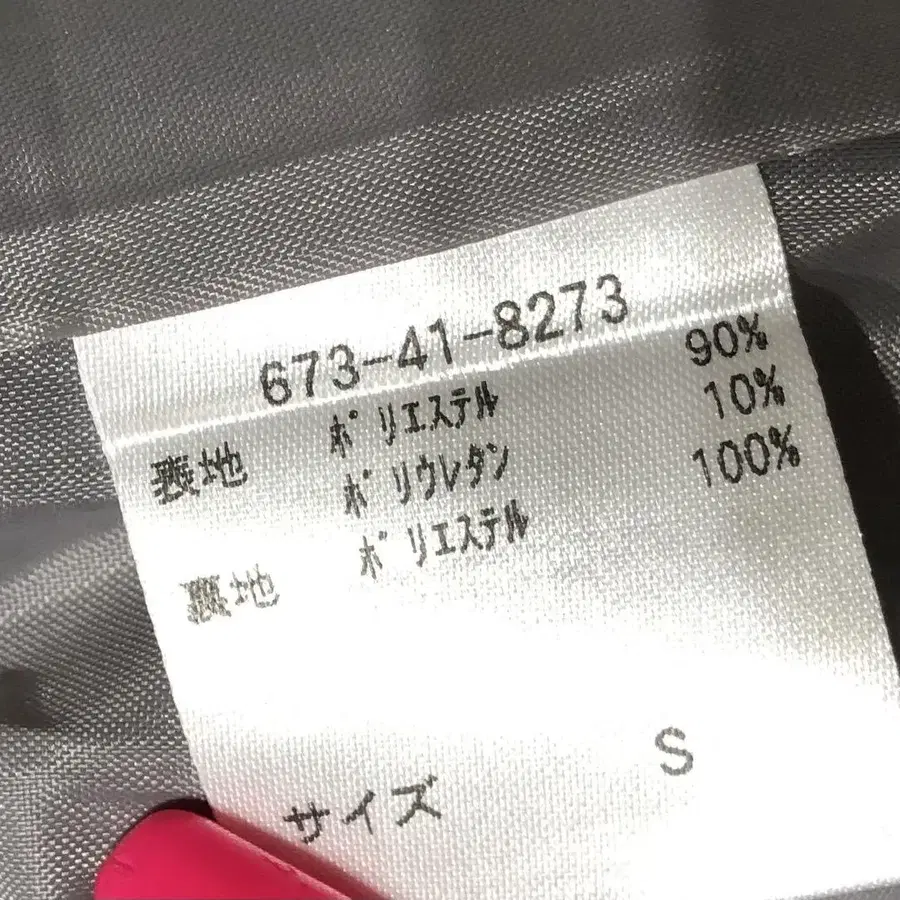 673-41-8273
表地 ポリエステル 90%
ポリウレタン 10%
裏地 ポリエステル 100%
サイズ S